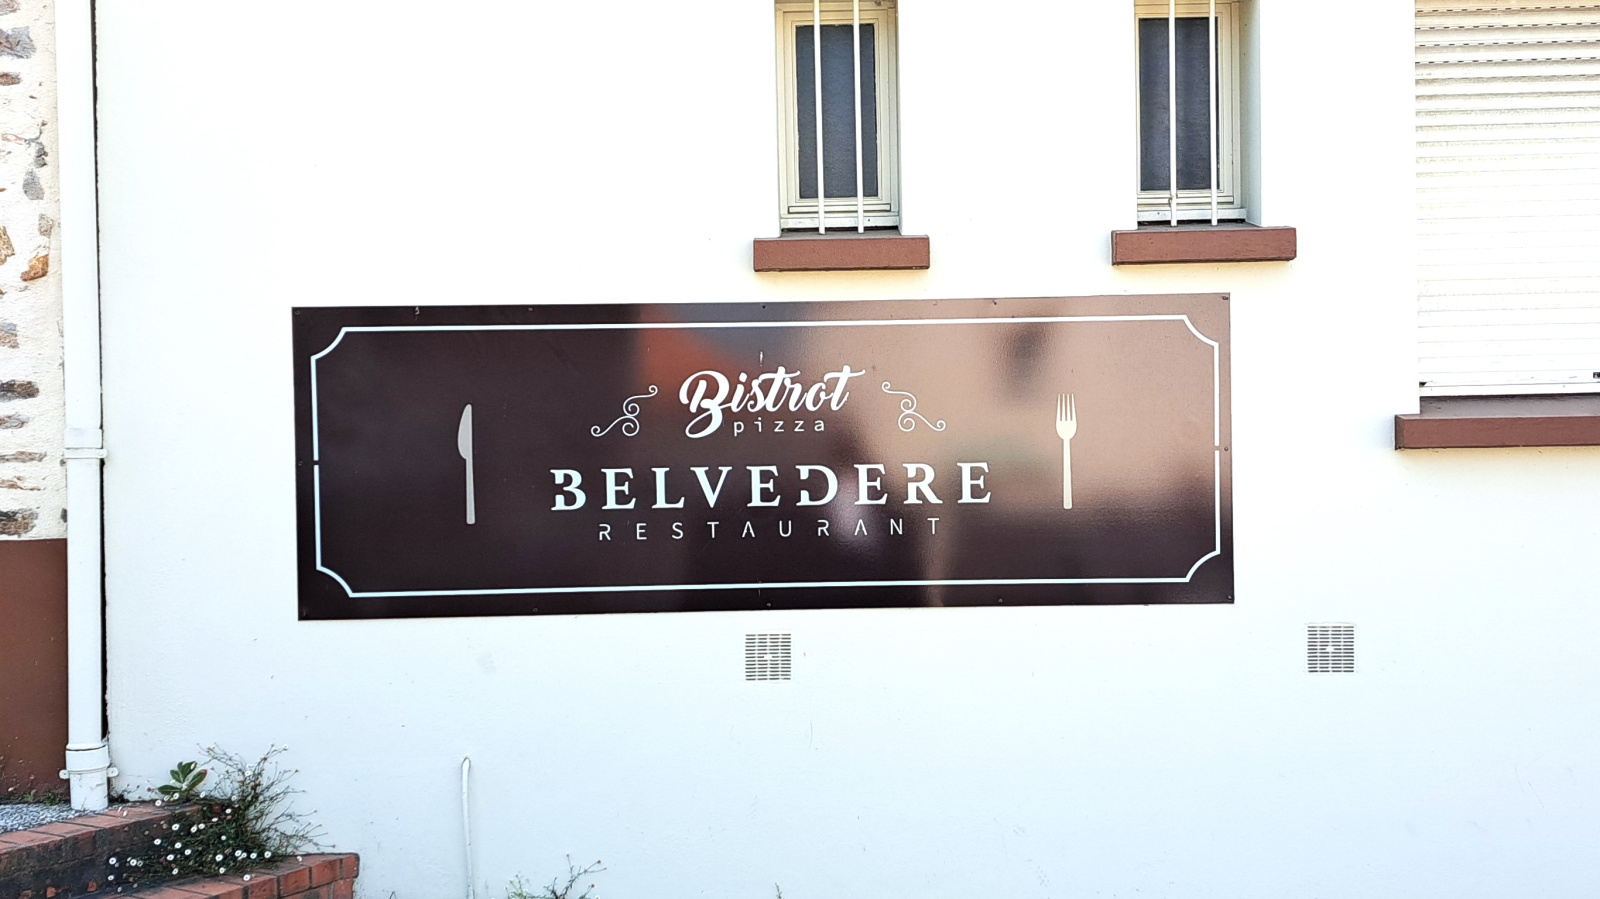 Bistrot
pizza
BELVEDERE
RESTAURANT